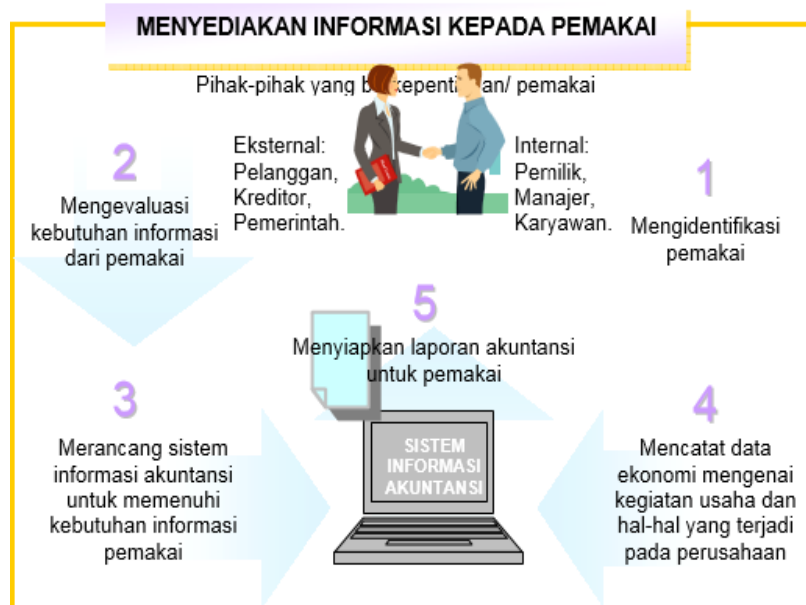 MENYEDIAKAN INFORMASI KEPADA PEMAKAI
Pihak-pihak yang pemakai
Eksternal:
Pelanggan,
Kreditor,
Pemerintah.
Internal:
Pemilik,
Manajer,
Karyawan.
1
Mengidentifikasi
pemakai
2
Mengevaluasi
kebutuhan informasi
dari pemakai
3
Merancang sistem
informasi akuntansi
untuk memenuhi
kebutuhan informasi
pemakai
4
Mencatat data
ekonomi mengenai
kegiatan usaha dan
hal-hal yang terjadi
pada perusahaan
5
Menyiapkan laporan akuntansi
untuk pemakai
SISTEM
INFORMASI
AKUNTANSI